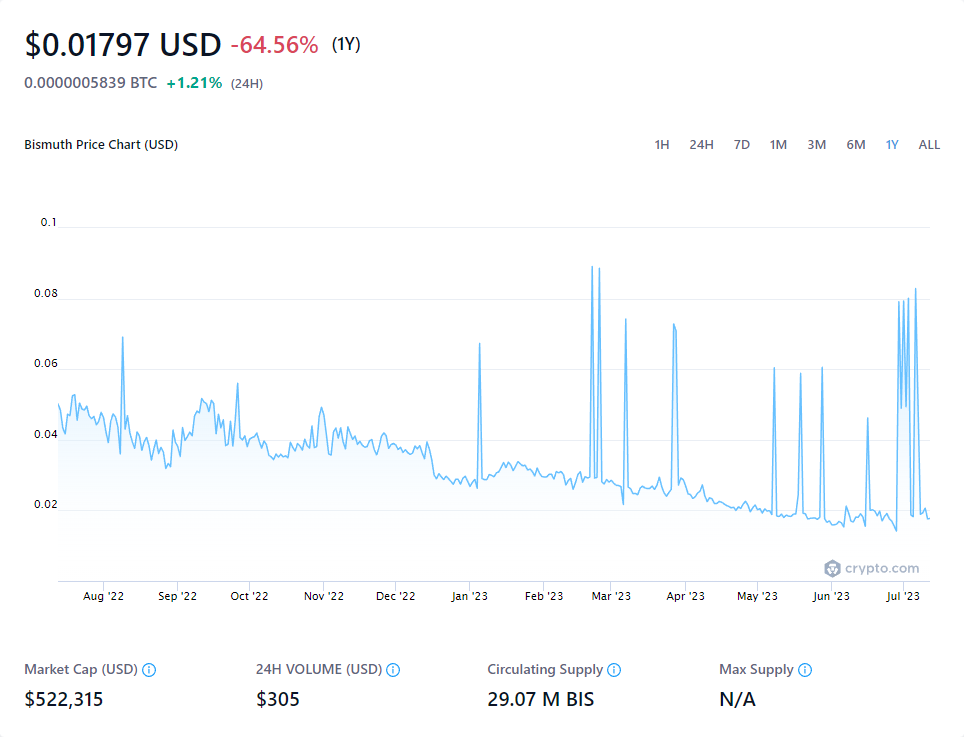 $0.01797 USD -64.56% (1Y)
0.0000005839 BTC +1.21% (24H)
Bismuth Price Chart (USD) 1H 24H 7D 1M 3M 6M 1Y ALL
0.1
0.08
0.06
0.04
0.02
crypto.com
Aug '22 Sep '22 Oct '22 Nov '22 Dec '22 Jan '23 Feb '23 Mar '23 Apr '23 May '23 Jun '23 Jul '23
Market Cap (USD) 24H VOLUME (USD) Circulating Supply Max Supply
$522,315 $305 29.07 M BIS N/A